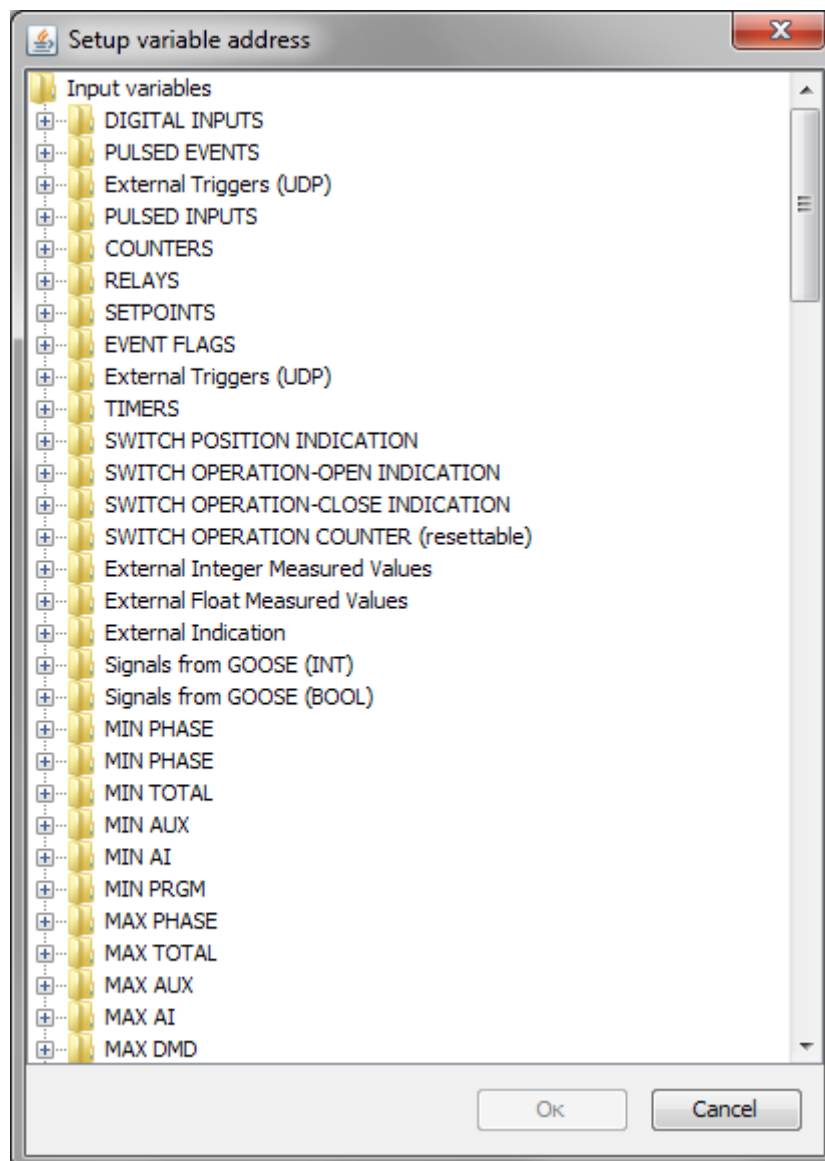 Setup variable address
Input variables
DIGITAL INPUTS
PULSED EVENTS
External Triggers (UDP)
PULSED INPUTS
COUNTERS
RELAYS
SETPOINTS
EVENT FLAGS
External Triggers (UDP)
TIMERS
SWITCH POSITION INDICATION
SWITCH OPERATION-OPEN INDICATION
SWITCH OPERATION-CLOSE INDICATION
SWITCH OPERATION COUNTER (resettable)
External Integer Measured Values
External Float Measured Values
External Indication
Signals from GOOSE (INT)
Signals from GOOSE (BOOL)
MIN PHASE
MIN PHASE
MIN TOTAL
MIN AUX
MIN AI
MIN PRGM
MAX PHASE
MAX TOTAL
MAX AUX
MAX AI
MAX DMD
Ок Cancel